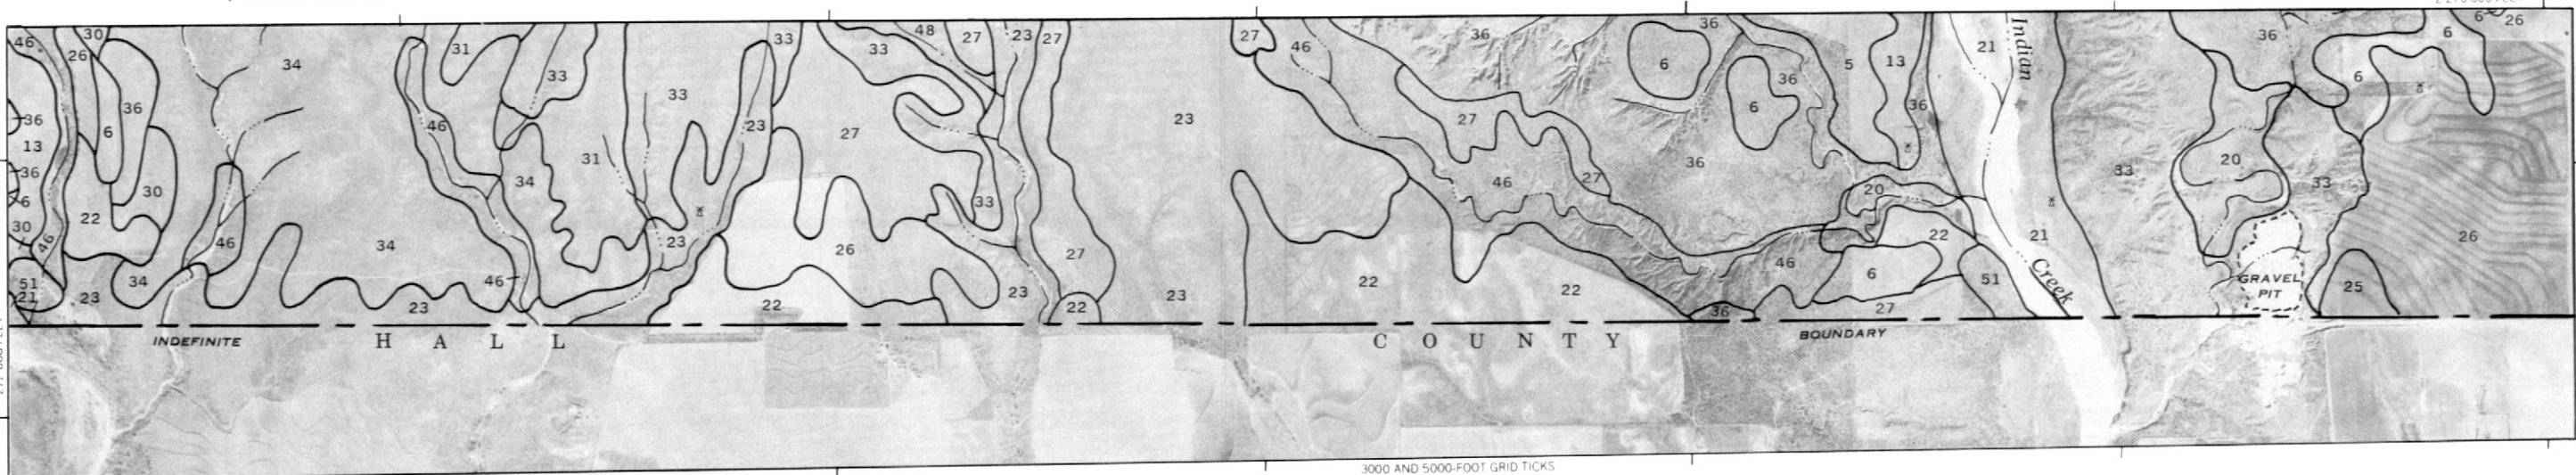 46 30 26 34 31 33 33 48 33 27 23 27 27 46 36 36 6 36 5 13 21 Indian 36 6 26 6
36 6 36 46 33 23 27 23 27 6 36 6
36 13 31 36 33 20
36 30 34 46 27 20 33
6 22 33
30 46 46 34 23 26 27 22 21 26
51 21 23 34 46 23 22 23 22 23 22 22 46 6 51 Creek GRAVEL 25
PIT
36 27
INDEFINITE HALL COUNTY BOUNDARY
3000 AND 5000-FOOT GRID TICKS